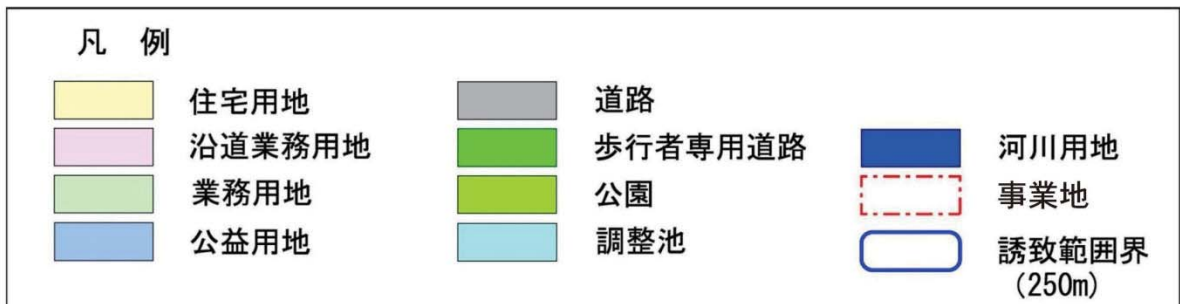 凡 例
住宅用地
沿道業務用地
業務用地
公益用地
道路
歩行者専用道路
公園
調整池
河川用地
事業地
誘致範囲界
(250m)